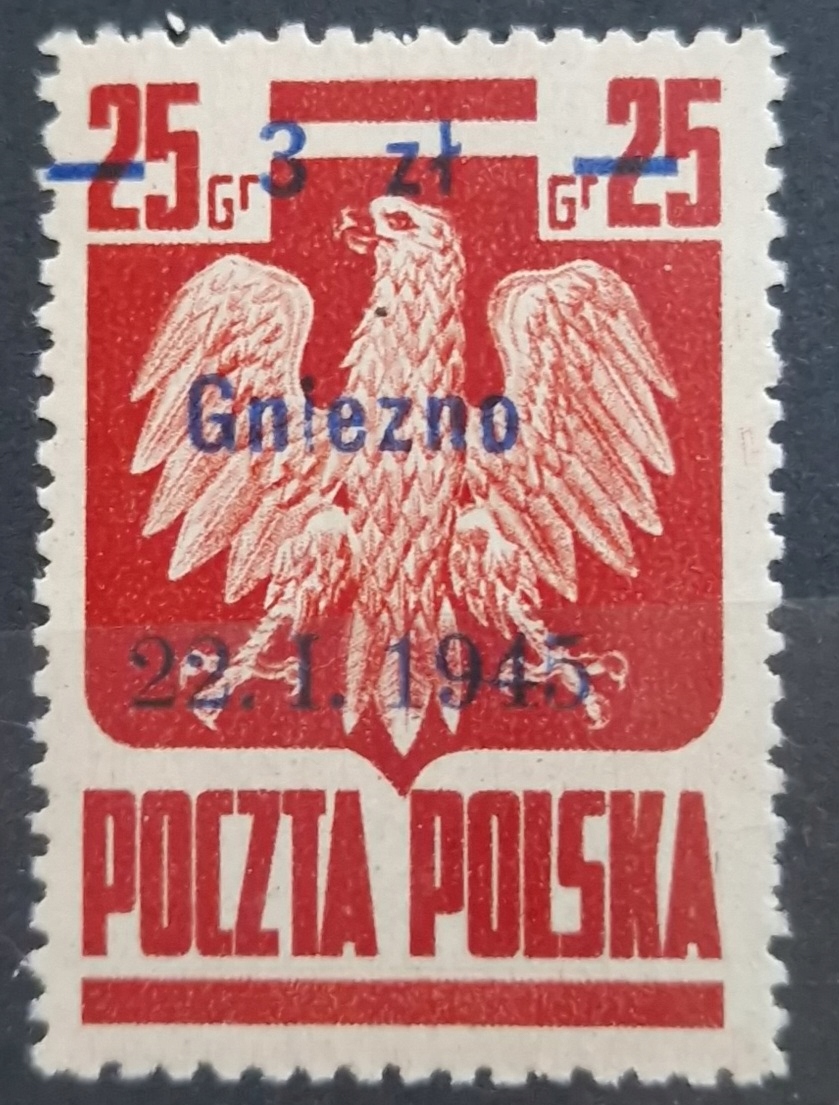 25 Gr 3 zł Gr 25
Gniezno
22. I. 1945
POCZTA POLSKA